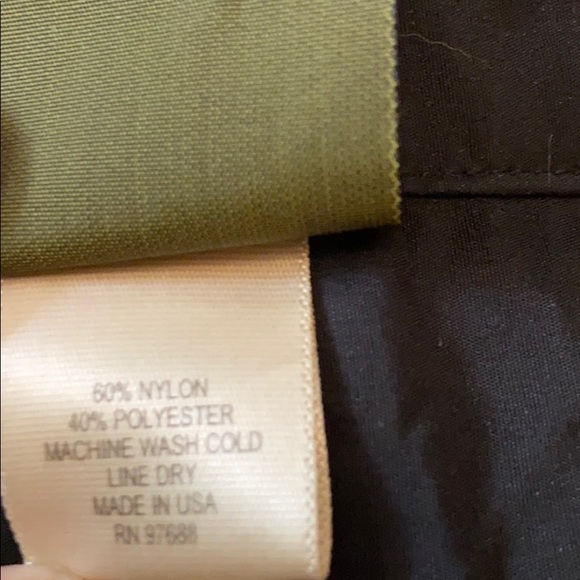 60% NYLON
40% POLYESTER
MACHINE WASH COLD
LINE DRY
MADE IN USA
RN 97688